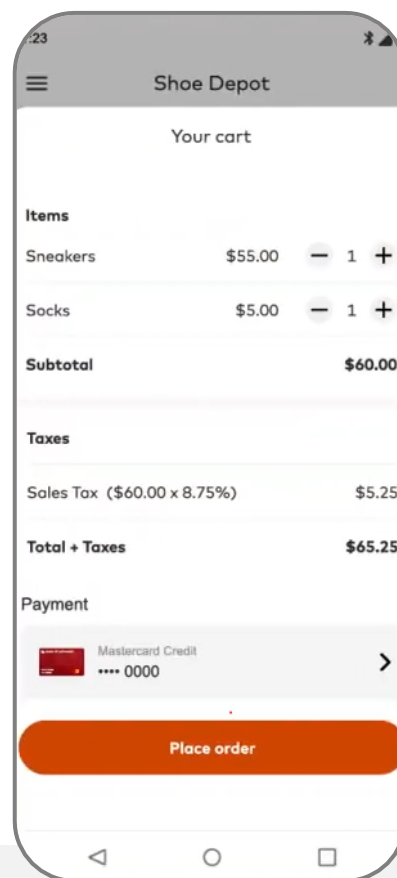 :23
Shoe Depot
Your cart
Items
Sneakers $55.00 1
Socks $5.00 1
Subtotal $60.00
Taxes
Sales Tax ($60.00 x 8.75%) $5.25
Total + Taxes $65.25
Payment
Mastercard Credit
•••• 0000
Place order